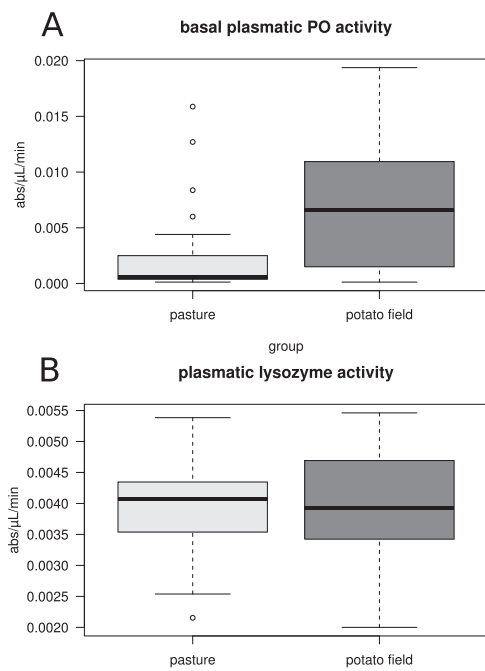 A
basal plasmatic PO activity
0.020
0.015
0.010
0.005
0.000
abs/µL/min
pasture
potato field
group
B
plasmatic lysozyme activity
0.0055
0.0050
0.0045
0.0040
0.0035
0.0030
0.0025
0.0020
abs/µL/min
pasture
potato field